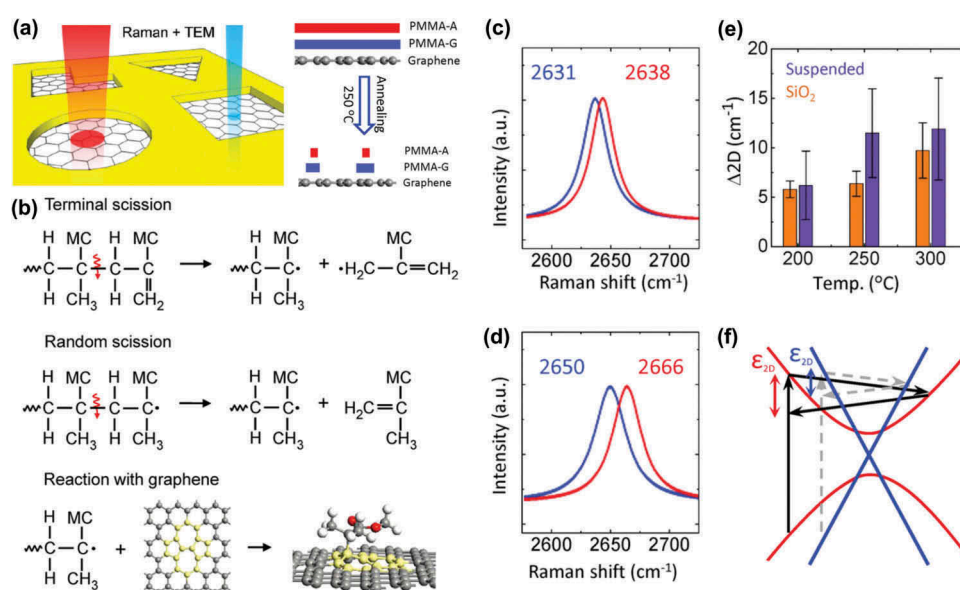 (a)
Raman + TEM
PMMA-A
PMMA-G
Graphene
Annealing
250 °C
PMMA-A
PMMA-G
Graphene
(b)
Terminal scission
H MC H MC
C C C C
H CH3 H CH2
H MC
C C•
H CH3
+
•H2C C CH2
MC
Random scission
H MC H MC
C C C C•
H CH3 H CH3
H MC
C C•
H CH3
+
H2C C
MC
CH3
Reaction with graphene
H MC
C C•
H CH3
+
(c)
2631 2638
Intensity (a.u.)
2600 2650 2700
Raman shift (cm-1)
(d)
2650 2666
Intensity (a.u.)
2600 2650 2700
Raman shift (cm-1)
(e)
Suspended
SiO2
Δ2D (cm-1)
20
15
10
5
0
200 250 300
Temp. (°C)
(f)
ε2D
ε2D